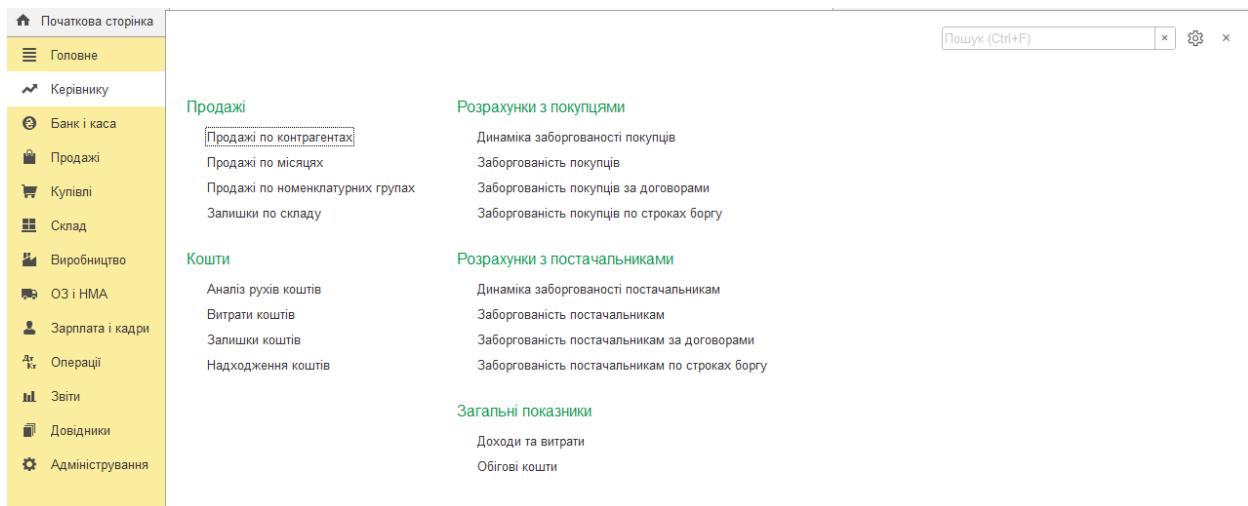 Початкова сторінка
Пошук (Ctrl+F)
Головне
Керівнику
Банк і каса
Продажі
Купівлі
Склад
Виробництво
ОЗ і НМА
Зарплата і кадри
Дт Кт Операції
Звіти
Довідники
Адміністрування
Продажі
Продажі по контрагентах
Продажі по місяцях
Продажі по номенклатурних групах
Залишки по складу
Кошти
Аналіз рухів коштів
Витрати коштів
Залишки коштів
Надходження коштів
Розрахунки з покупцями
Динаміка заборгованості покупців
Заборгованість покупців
Заборгованість покупців за договорами
Заборгованість покупців по строках боргу
Розрахунки з постачальниками
Динаміка заборгованості постачальникам
Заборгованість постачальникам
Заборгованість постачальникам за договорами
Заборгованість постачальникам по строках боргу
Загальні показники
Доходи та витрати
Обігові кошти